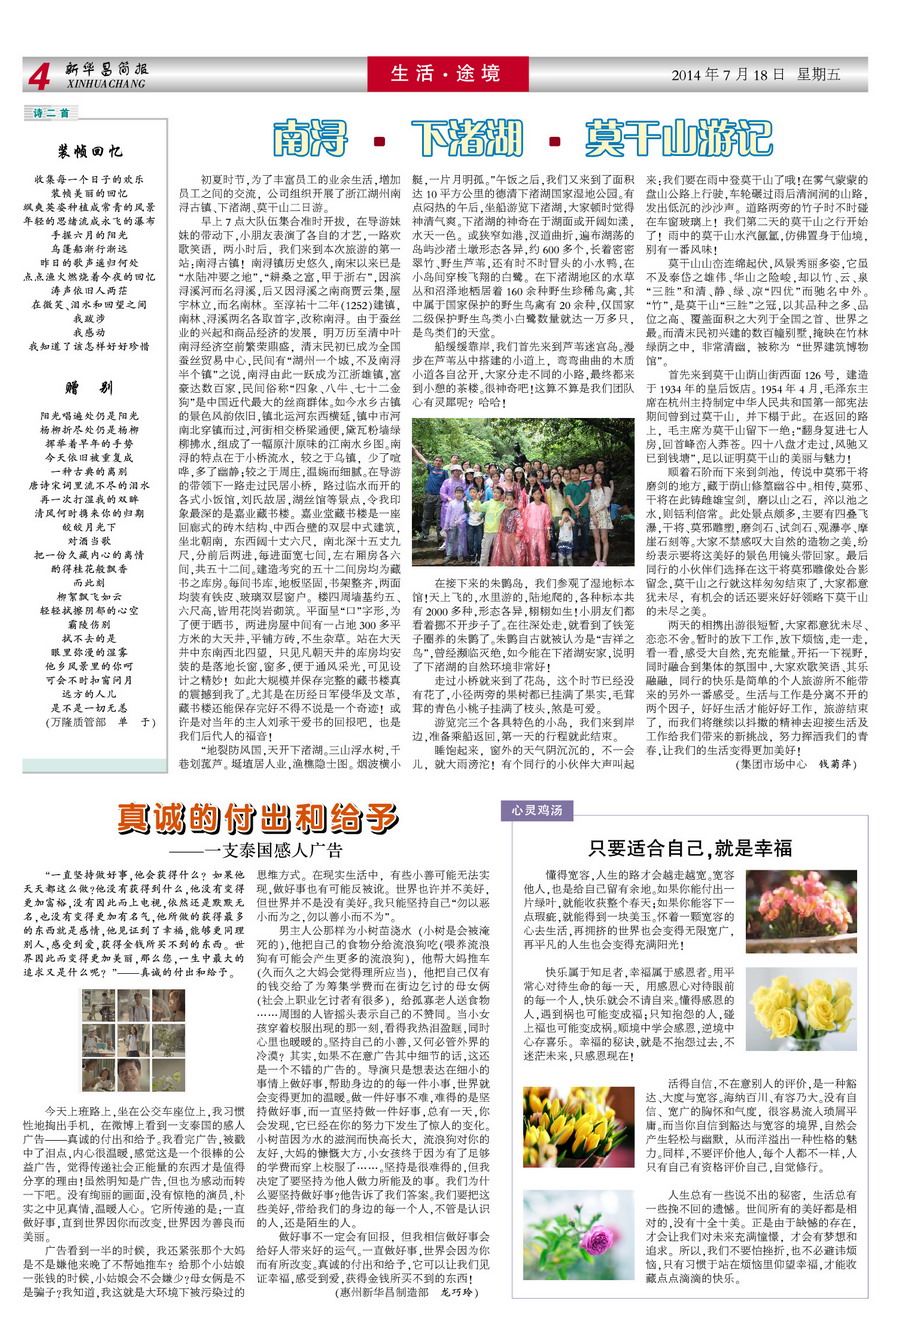 4
新华昌简报
XINHUACHANG
生活·途境
2014年7月18日 星期五
诗二首
装帧回忆
收集每一个日子的欢乐
装帧美丽的回忆
飒爽英姿种植成常青的风景
年轻的思绪流成永飞的瀑布
手握六月的阳光
乌蓬船渐行渐远
昨日的歌声遁归何处
点点渔火燃烧着今夜的回忆
涛声依旧人两茫
在微笑、泪水和回望之间
我跋涉
我感动
我知道了该怎样好好珍惜
赠 别
阳光唱遍处仍是阳光
杨柳折尽处仍是杨柳
挥举着早年的手势
今天依旧被重复成
一种古典的离别
唐诗宋词里流不尽的泪水
再一次打湿我的双眸
清风何时携来你的归期
皎皎月光下
对酒当歌
把一份久藏内心的离情
酌得桂花般飘香
而此刻
柳絮飘飞如云
轻轻拭擦阴郁的心空
霸陵伤别
拭不去的是
眼里弥漫的湿雾
他乡风景里的你呵
可会不时扣窗问月
远方的人儿
是不是一切无恙
(万隆质管部 单 于)
南浔·下渚湖·莫干山游记
初夏时节,为了丰富员工的业余生活,增加
员工之间的交流，公司组织开展了浙江湖州南
浔古镇、下渚湖、莫干山二日游。
早上7点大队伍集合准时开拔，在导游妹
妹的带动下,小朋友表演了各自的才艺,一路欢
歌笑语，两小时后，我们来到本次旅游的第一
站:南浔古镇！南浔镇历史悠久,南宋以来已是
“水陆冲要之地”,“耕桑之富,甲于浙右”,因滨
浔溪河而名浔溪,后又因浔溪之南商贾云集,屋
宇林立,而名南林。至淳祐十二年(1252)建镇,
南林、浔溪两名各取首字,改称南浔。由于蚕丝
业的兴起和商品经济的发展，明万历至清中叶
南浔经济空前繁荣鼎盛，清末民初已成为全国
蚕丝贸易中心,民间有“湖州一个城,不及南浔
半个镇”之说,南浔由此一跃成为江浙雄镇,富
豪达数百家,民间俗称“四象、八牛、七十二金
狗”是中国近代最大的丝商群体。如今水乡古镇
的景色风韵依旧,镇北运河东西横延,镇中市河
南北穿镇而过,河街相交桥梁通便,黛瓦粉墙绿
柳拂水,组成了一幅原汁原味的江南水乡图。南
浔的特点在于小桥流水，较之于乌镇，少了喧
哗,多了幽静;较之于周庄,温婉而细腻。在导游
的带领下一路走过民居小桥，路过临水而开的
各式小饭馆,刘氏故居,湖丝馆等景点,令我印
象最深的是嘉业藏书楼。嘉业堂藏书楼是一座
回廊式的砖木结构、中西合壁的双层中式建筑,
坐北朝南，东西阔十丈六尺，南北深十五丈九
尺,分前后两进,每进面宽七间,左右厢房各六
间,共五十二间。建造考究的五十二间房均为藏
书之库房。每间书库,地板坚固,书架整齐,两面
均装有铁皮、玻璃双层窗户。楼四周墙基约五、
六尺高,皆用花岗岩砌筑。平面呈“口”字形,为
了便于晒书，两进房屋中间有一占地300多平
方米的大天井,平铺方砖,不生杂草。站在大天
井中东南西北四望，只见几朝天井的库房均安
装的是落地长窗,窗多,便于通风采光,可见设
计之精妙！如此大规模并保存完整的藏书楼真
的震撼到我了。尤其是在历经日军侵华及文革,
藏书楼还能保存完好不得不说是一个奇迹！或
许是对当年的主人刘承干爱书的回报吧，也是
我们后代人的福音！
“地裂防风国,天开下渚湖。三山浮水树,千
巷划菰芦。埏埴居人业,渔樵隐士图。烟波横小
艇,一片月明孤。”午饭之后,我们又来到了面积
达10平方公里的德清下渚湖国家湿地公园。有
点闷热的午后,坐船游览下渚湖,大家顿时觉得
神清气爽。下渚湖的神奇在于湖面或开阔如漾，
水天一色。或狭窄如港,汊道曲折,遍布湖荡的
岛屿沙渚土墩形态各异,约600多个,长着密密
翠竹、野生芦苇,还有时不时冒头的小水鸭,在
小岛间穿梭飞翔的白鹭。在下渚湖地区的水草
丛和沼泽地栖居着160余种野生珍稀鸟禽,其
中属于国家保护的野生鸟禽有20余种,仅国家
二级保护野生鸟类小白鹭数量就达一万多只,
是鸟类们的天堂。
船缓缓靠岸,我们首先来到芦苇迷宫岛。漫
步在芦苇丛中搭建的小道上，弯弯曲曲的木质
小道各自岔开,大家分走不同的小路,最终都来
到小憩的茶楼。很神奇吧!这算不算是我们团队
心有灵犀呢？哈哈！
在接下来的朱鹮岛，我们参观了湿地标本
馆!天上飞的,水里游的,陆地爬的,各种标本共
有2000多种,形态各异,栩栩如生!小朋友们都
看着挪不开步子了。在往深处走,就看到了铁笼
子圈养的朱鹮了。朱鹮自古就被认为是“吉祥之
鸟”,曾经濒临灭绝,如今能在下渚湖安家,说明
了下渚湖的自然环境非常好！
走过小桥就来到了花岛，这个时节已经没
有花了,小径两旁的果树都已挂满了果实,毛茸
茸的青色小桃子挂满了枝头,煞是可爱。
游览完三个各具特色的小岛，我们来到岸
边,准备乘船返回,第一天的行程就此结束。
睡饱起来，窗外的天气阴沉沉的，不一会
儿，就大雨滂沱！有个同行的小伙伴大声叫起
来:我们要在雨中登莫干山了哦!在雾气蒙蒙的
盘山公路上行驶,车轮碾过雨后清润润的山路,
发出低沉的沙沙声。道路两旁的竹子时不时碰
在车窗玻璃上！我们第二天的莫干山之行开始
了！雨中的莫干山水汽氤氲,仿佛置身于仙境,
别有一番风味！
莫干山山峦连绵起伏,风景秀丽多姿,它虽
不及泰岱之雄伟、华山之险峻,却以竹、云、泉
“三胜”和清、静、绿、凉“四优”而驰名中外。
“竹”,是莫干山“三胜”之冠,以其品种之多、品
位之高、覆盖面积之大列于全国之首、世界之
最。而清末民初兴建的数百幢别墅,掩映在竹林
绿荫之中，非常清幽，被称为“世界建筑博物
馆”。
首先来到莫干山荫山街西面126号，建造
于1934年的皇后饭店。1954年4月,毛泽东主
席在杭州主持制定中华人民共和国第一部宪法
期间曾到过莫干山，并下榻于此。在返回的路
上，毛主席为莫干山留下一绝:“翻身复进七人
房,回首峰峦入莽苍。四十八盘才走过,风驰又
已到钱塘”,足以证明莫干山的美丽与魅力！
顺着石阶而下来到剑池，传说中莫邪干将
磨剑的地方,藏于荫山修篁幽谷中。相传,莫邪、
干将在此铸雌雄宝剑，磨以山之石，淬以池之
水,则铦利倍常。此处景点颇多,主要有四叠飞
瀑,干将、莫邪雕塑,磨剑石、试剑石、观瀑亭、摩
崖石刻等。大家不禁感叹大自然的造物之美,纷
纷表示要将这美好的景色用镜头带回家。最后
同行的小伙伴们选择在这干将莫邪雕像处合影
留念,莫干山之行就这样匆匆结束了,大家都意
犹未尽，有机会的话还要来好好领略下莫干山
的未尽之美。
两天的相携出游很短暂,大家都意犹未尽、
恋恋不舍。暂时的放下工作,放下烦恼,走一走,
看一看,感受大自然,充充能量。开拓一下视野,
同时融合到集体的氛围中,大家欢歌笑语、其乐
融融，同行的快乐是简单的个人旅游所不能带
来的另外一番感受。生活与工作是分离不开的
两个因子，好好生活才能好好工作，旅游结束
了，而我们将继续以抖擞的精神去迎接生活及
工作给我们带来的新挑战，努力挥洒我们的青
春,让我们的生活变得更加美好！
(集团市场中心 钱菊萍)
真诚的付出和给予
——一支泰国感人广告
“一直坚持做好事,他会获得什么？如果他
天天都这么做?他没有获得到什么,他没有变得
更加富裕,没有因此而上电视,依然还是默默无
名,也没有变得更加有名气,他所做的获得最多
的东西就是感情,他见证到了幸福,能够更同理
别人,感受到爱,获得金钱所买不到的东西。世
界因此而变得更加美丽,那么您,一生中最大的
追求又是什么呢？”——真诚的付出和给予。
今天上班路上,坐在公交车座位上,我习惯
性地掏出手机，在微博上看到一支泰国的感人
广告——真诚的付出和给予。我看完广告,被戳
中了泪点,内心很温暖,感觉这是一个很棒的公
益广告，觉得传递社会正能量的东西才是值得
分享的理由!虽然明知是广告,但也为感动而转
一下吧。没有绚丽的画面,没有惊艳的演员,朴
实之中见真情,温暖人心。它所传递的是:一直
做好事,直到世界因你而改变,世界因为善良而
美丽。
广告看到一半的时候，我还紧张那个大妈
是不是嫌他来晚了不帮她推车？给那个小姑娘
一张钱的时候,小姑娘会不会嫌少?母女俩是不
是骗子?我知道,我这就是大环境下被污染过的
思维方式。在现实生活中，有些小善可能无法实
现,做好事也有可能反被讹。世界也许并不美好,
但世界并不是没有美好。我只能坚持自己“勿以恶
小而为之,勿以善小而不为”。
男主人公那样为小树苗浇水（小树是会被淹
死的）,他把自己的食物分给流浪狗吃(喂养流浪
狗有可能会产生更多的流浪狗)，他帮大妈推车
(久而久之大妈会觉得理所应当)，他把自己仅有
的钱交给了为筹集学费而在街边乞讨的母女俩
(社会上职业乞讨者有很多)，给孤寡老人送食物
……周围的人皆摇头表示自己的不赞同。当小女
孩穿着校服出现的那一刻,看得我热泪盈眶,同时
心里也暖暖的。坚持自己的小善,又何必管外界的
冷漠？其实,如果不在意广告其中细节的话,这还
是一个不错的广告的。导演只是想表达在细小的
事情上做好事,帮助身边的的每一件小事,世界就
会变得更加的温暖。做一件好事不难,难得的是坚
持做好事,而一直坚持做一件好事,总有一天,你
会发现,它已经在你的努力下发生了惊人的变化。
小树苗因为水的滋润而快高长大，流浪狗对你的
友好,大妈的慷慨大方,小女孩终于因为有了足够
的学费而穿上校服了……。坚持是很难得的,但我
决定了要坚持为他人做力所能及的事。我们为什
么要坚持做好事?他告诉了我们答案。我们要把这
些美好,带给我们的身边的每一个人,不管是认识
的人,还是陌生的人。
做好事不一定会有回报，但我相信做好事会
给好人带来好的运气。一直做好事,世界会因为你
而有所改变。真诚的付出和给予,它可以让我们见
证幸福,感受到爱,获得金钱所买不到的东西！
(惠州新华昌制造部 龙巧玲)
心灵鸡汤
只要适合自己,就是幸福
懂得宽容,人生的路才会越走越宽。宽容
他人,也是给自己留有余地。如果你能付出一
片绿叶,就能收获整个春天;如果你能容下一
点瑕疵,就能得到一块美玉。怀着一颗宽容的
心去生活,再拥挤的世界也会变得无限宽广,
再平凡的人生也会变得充满阳光！
快乐属于知足者,幸福属于感恩者。用平
常心对待生命的每一天，用感恩心对待眼前
的每一个人,快乐就会不请自来。懂得感恩的
人,遇到祸也可能变成福;只知抱怨的人,碰
上福也可能变成祸。顺境中学会感恩,逆境中
心存喜乐。幸福的秘诀,就是不抱怨过去,不
迷茫未来,只感恩现在！
活得自信,不在意别人的评价,是一种豁
达、大度与宽容。海纳百川、有容乃大。没有自
信、宽广的胸怀和气度，很容易流入琐屑平
庸。而当你自信到豁达与宽容的境界,自然会
产生轻松与幽默，从而洋溢出一种性格的魅
力。同样,不要评价他人,每个人都不一样,人
只有自己有资格评价自己,自觉修行。
人生总有一些说不出的秘密，生活总有
一些挽不回的遗憾。世间所有的美好都是相
对的,没有十全十美。正是由于缺憾的存在,
才会让我们对未来充满憧憬，才会有梦想和
追求。所以,我们不要怕挫折,也不必避讳烦
恼,只有习惯于站在烦恼里仰望幸福,才能收
藏点点滴滴的快乐。